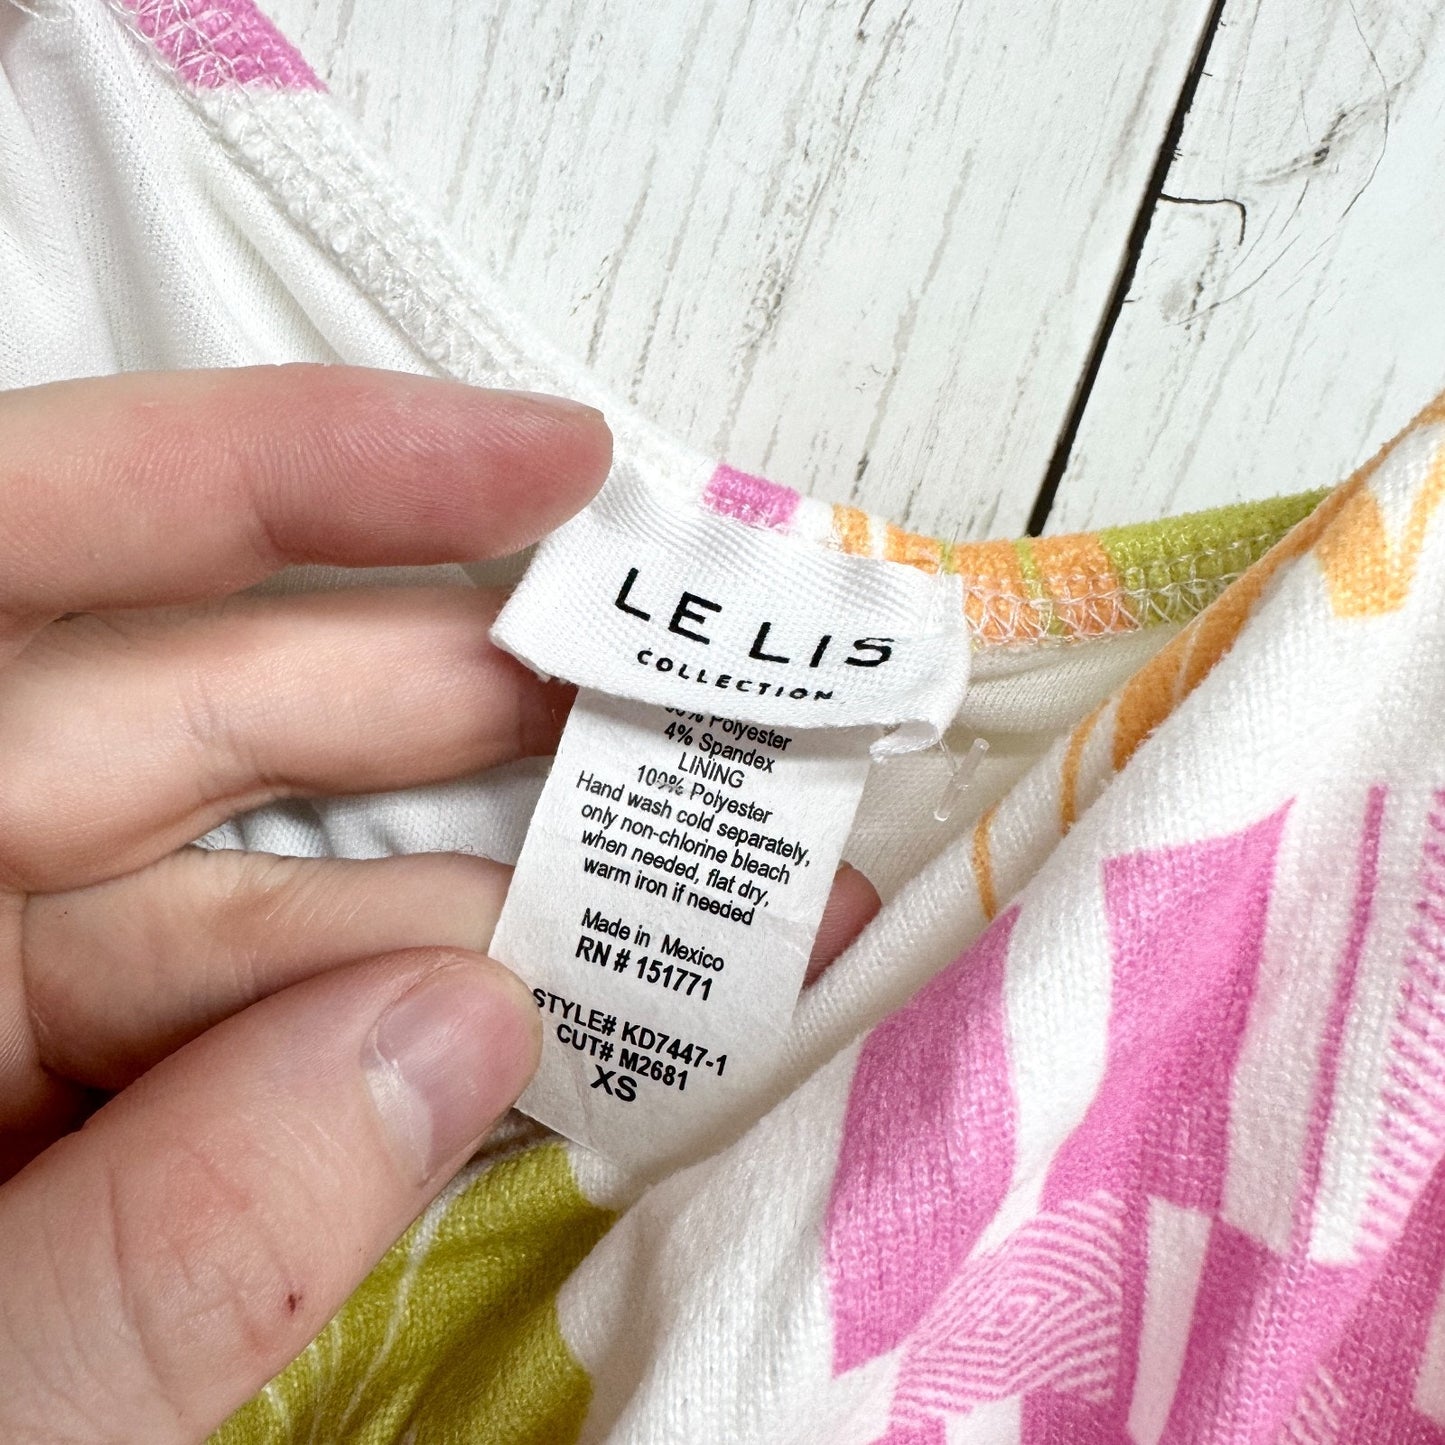 LE LIS
COLLECTION
% Polyester
4% Spandex
LINING
100% Polyester
Hand wash cold separately,
only non-chlorine bleach
when needed, flat dry,
warm iron if needed
Made in Mexico
RN # 151771
STYLE# KD7447-1
CUT# M2681
XS